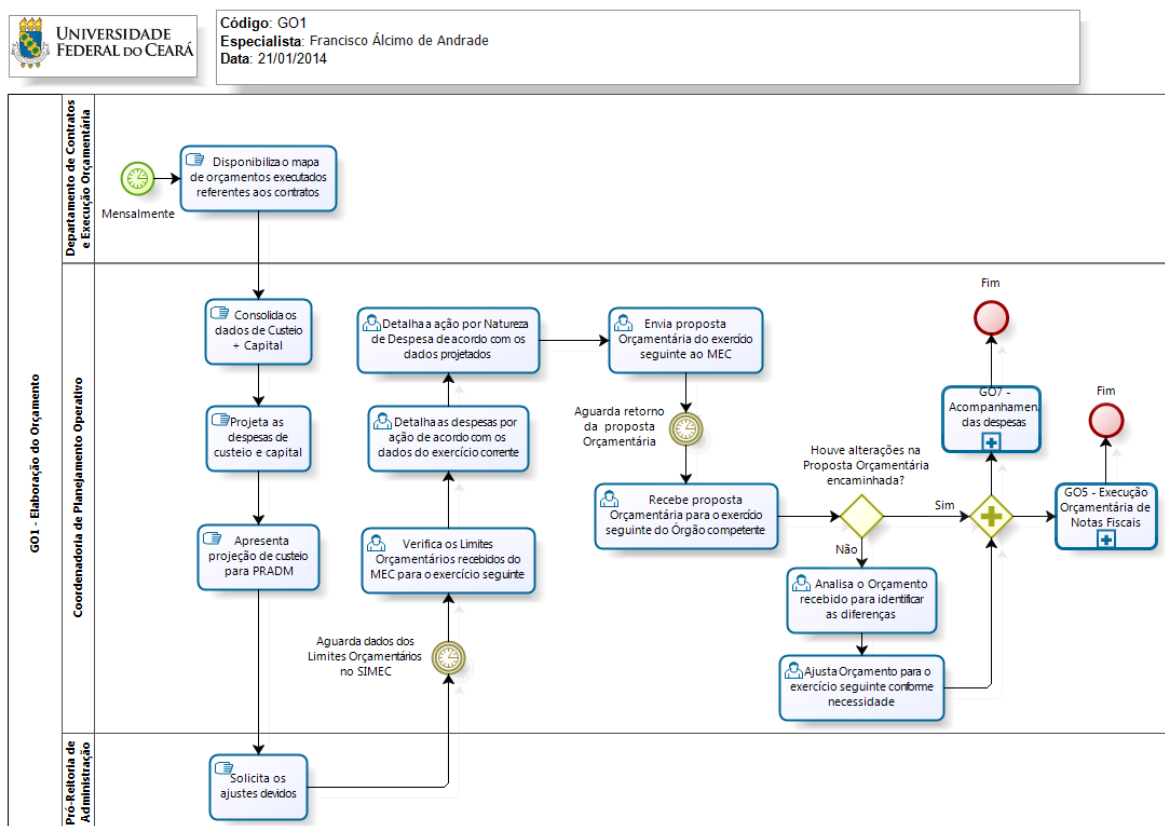 UNIVERSIDADE
FEDERAL DO CEARÁ
Código: GO1
Especialista: Francisco Álcimo de Andrade
Data: 21/01/2014
GO1 - Elaboração do Orçamento
Departamento de Contratos
e Execução Orçamentária
Mensalmente
Disponibiliza o mapa
de orçamentos executados
referentes aos contratos
Coordenadoria de Planejamento Operativo
Consolida os
dados de Custeio
+ Capital
Projeta as
despesas de
custeio e capital
Apresenta
projeção de custeio
para PRADM
Detalha a ação por Natureza
de Despesa de acordo com os
dados projetados
Detalha as despesas por
ação de acordo com os
dados do exercício corrente
Verifica os Limites
Orçamentários recebidos do
MEC para o exercício seguinte
Aguarda dados dos
Limites Orçamentários
no SIMEC
Envia proposta
Orçamentária do exercício
seguinte ao MEC
Aguarda retorno
da proposta
Orçamentária
Recebe proposta
Orçamentária para o exercício
seguinte do Órgão competente
Houve alterações na
Proposta Orçamentária
encaminhada?
Sim
Não
Analisa o Orçamento
recebido para identificar
as diferenças
Ajusta Orçamento para o
exercício seguinte conforme
necessidade
Fim
GO7 -
Acompanhamen.
das despesas
Fim
GO5 - Execução
Orçamentária de
Notas Fiscais
Pró-Reitoria de
Administração
Solicita os
ajustes devidos